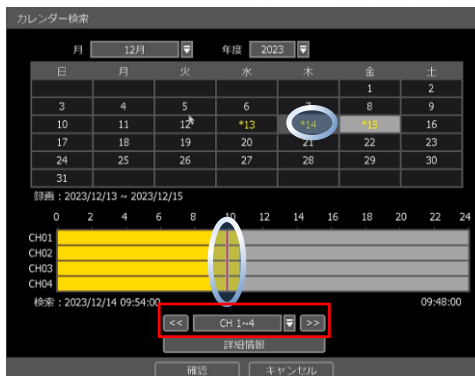 カレンダー検索
月 12月 年度 2023
日 月 火 水 木 金 土
1 2
3 4 5 6 7 8 9
10 11 12 *13 *14 *15 16
17 18 19 20 21 22 23
24 25 26 27 28 29 30
31
録画 : 2023/12/13 ~ 2023/12/15
0 2 4 6 8 10 12 14 16 18 20 22 24
CH01
CH02
CH03
CH04
検索 : 2023/12/14 09:54:00 09:48:00
<< CH 1~4 >>
詳細情報
確認 キャンセル